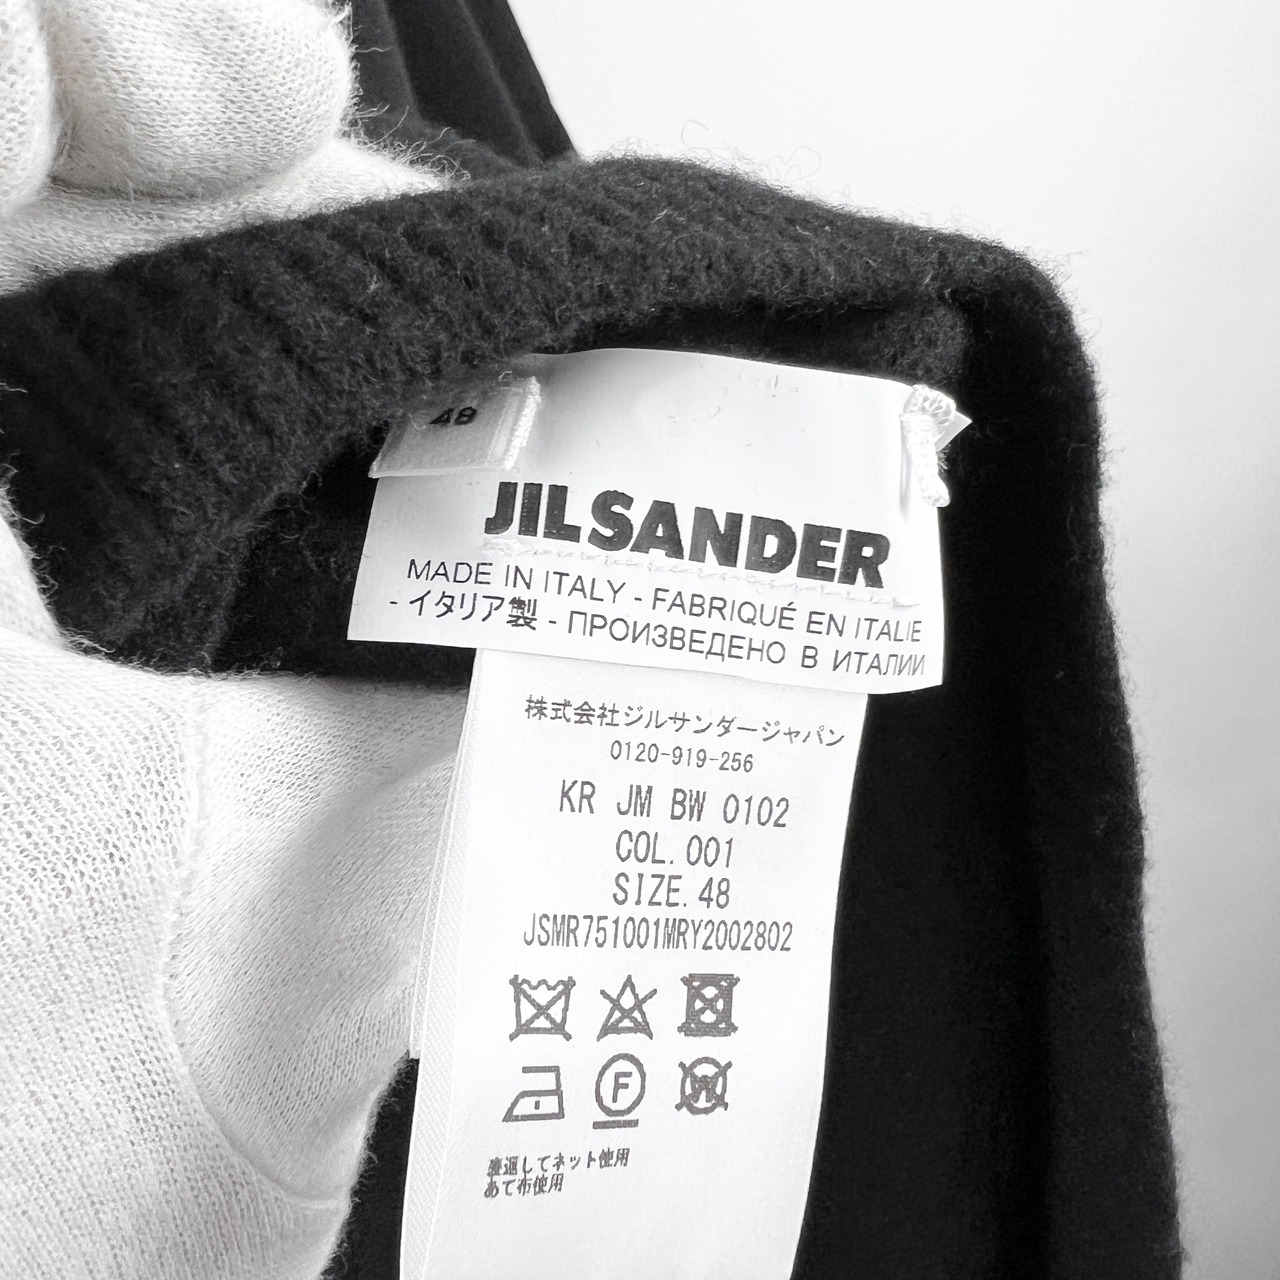 48
JIL SANDER
MADE IN ITALY - FABRIQUÉ EN ITALIE
- イタリア製 - ПРОИЗВЕДЕНО В ИТАЛИИ
株式会社ジルサンダージャパン
0120-919-256
KR JM BW 0102
COL. 001
SIZE. 48
JSMR751001MRY2002802
F
W
裏返してネット使用
あて布使用